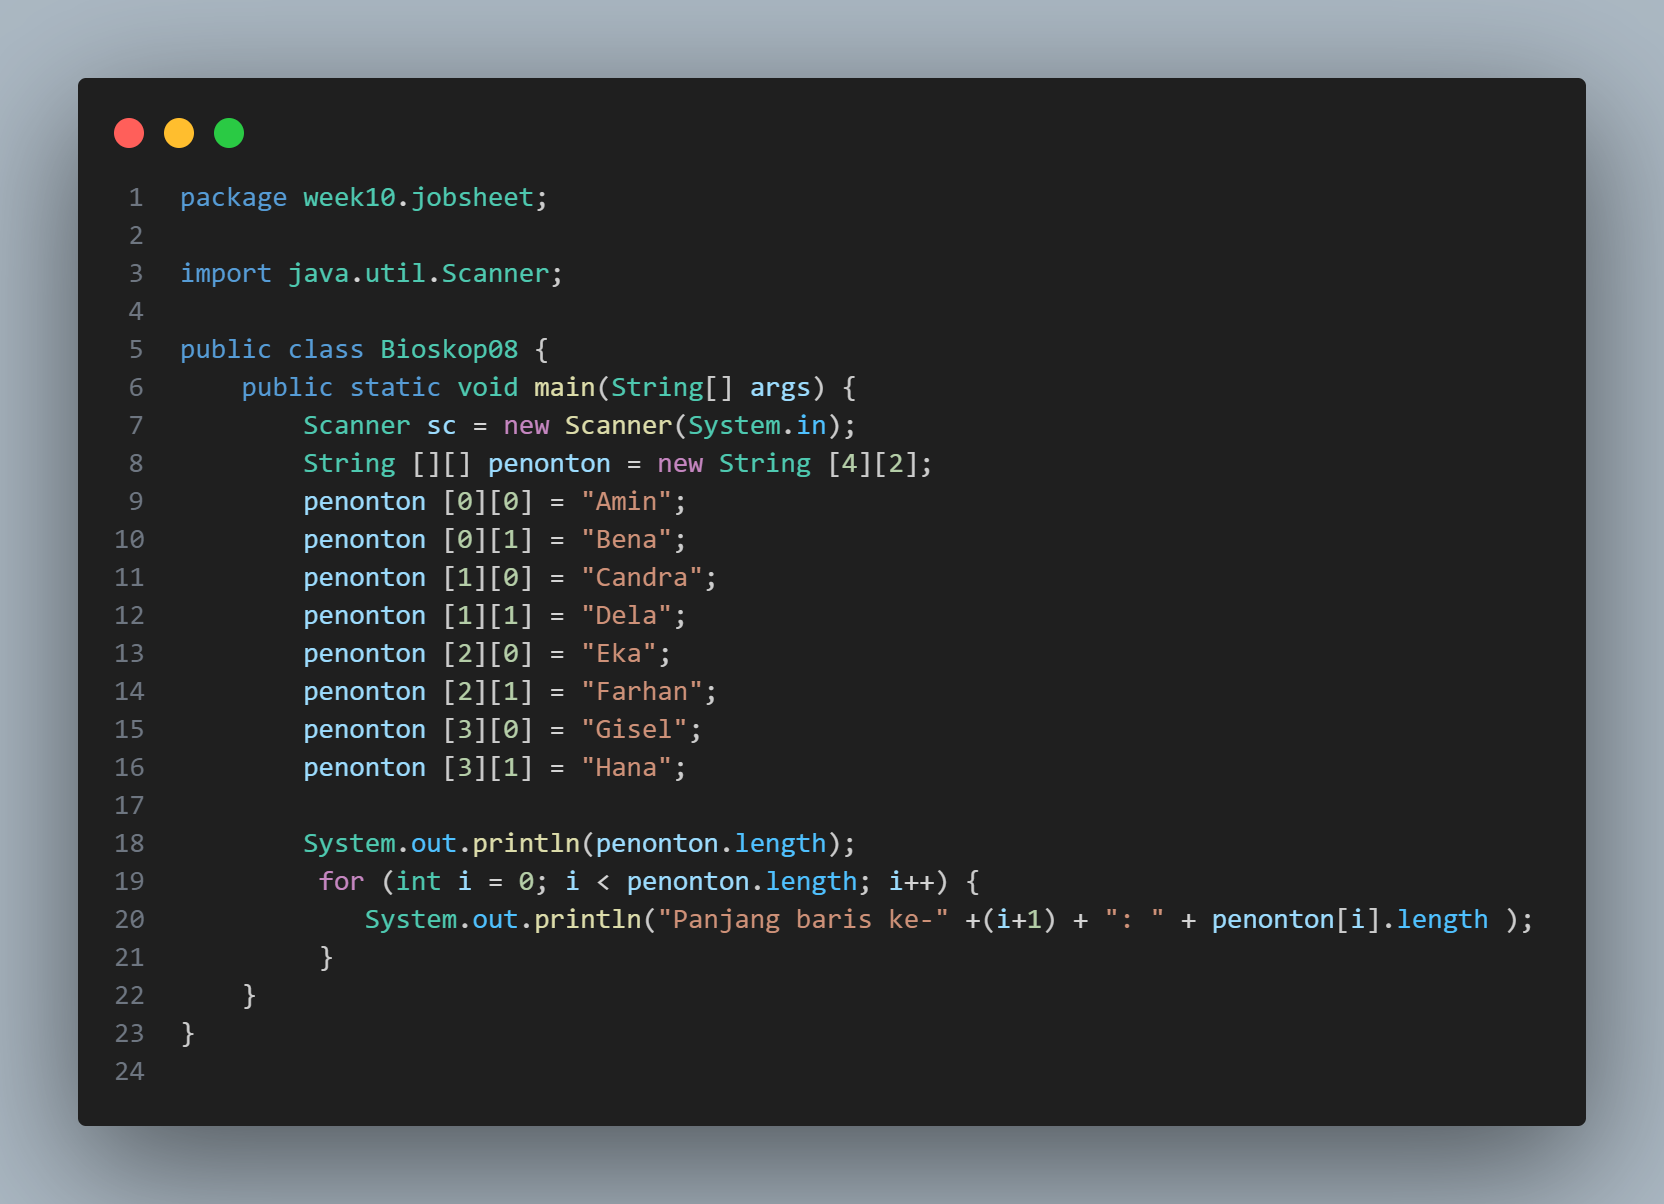 1 package week10.jobsheet;
2
3 import java.util.Scanner;
4
5 public class Bioskop08 {
6     public static void main(String[] args) {
7         Scanner sc = new Scanner(System.in);
8         String [][] penonton = new String [4][2];
9         penonton [0][0] = "Amin";
10         penonton [0][1] = "Bena";
11         penonton [1][0] = "Candra";
12         penonton [1][1] = "Dela";
13         penonton [2][0] = "Eka";
14         penonton [2][1] = "Farhan";
15         penonton [3][0] = "Gisel";
16         penonton [3][1] = "Hana";
17
18         System.out.println(penonton.length);
19          for (int i = 0; i < penonton.length; i++) {
20             System.out.println("Panjang baris ke-" +(i+1) + ": " + penonton[i].length );
21          }
22     }
23 }
24